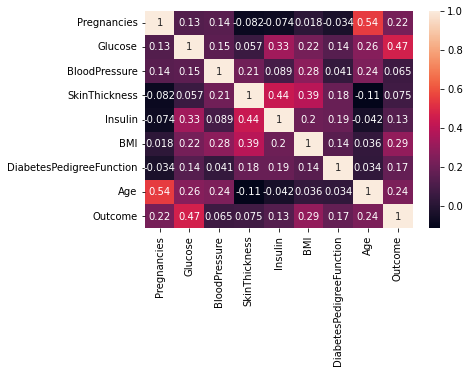 Pregnancies 1 0.13 0.14 -0.082 -0.074 0.018 -0.034 0.54 0.22
Glucose 0.13 1 0.15 0.057 0.33 0.22 0.14 0.26 0.47
BloodPressure 0.14 0.15 1 0.21 0.089 0.28 0.041 0.24 0.065
SkinThickness -0.082 0.057 0.21 1 0.44 0.39 0.18 -0.11 0.075
Insulin -0.074 0.33 0.089 0.44 1 0.2 0.19 -0.042 0.13
BMI 0.018 0.22 0.28 0.39 0.2 1 0.14 0.036 0.29
DiabetesPedigreeFunction -0.034 0.14 0.041 0.18 0.19 0.14 1 0.034 0.17
Age 0.54 0.26 0.24 -0.11 -0.042 0.036 0.034 1 0.24
Outcome 0.22 0.47 0.065 0.075 0.13 0.29 0.17 0.24 1
Pregnancies
Glucose
BloodPressure
SkinThickness
Insulin
BMI
DiabetesPedigreeFunction
Age
Outcome
1.0
0.8
0.6
0.4
0.2
0.0